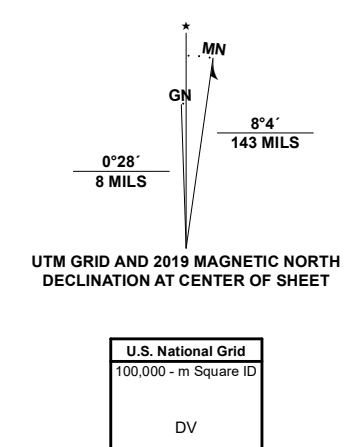 MN
GN
8°4´
143 MILS
0°28´
8 MILS
UTM GRID AND 2019 MAGNETIC NORTH
DECLINATION AT CENTER OF SHEET
U.S. National Grid
100,000 - m Square ID
DV